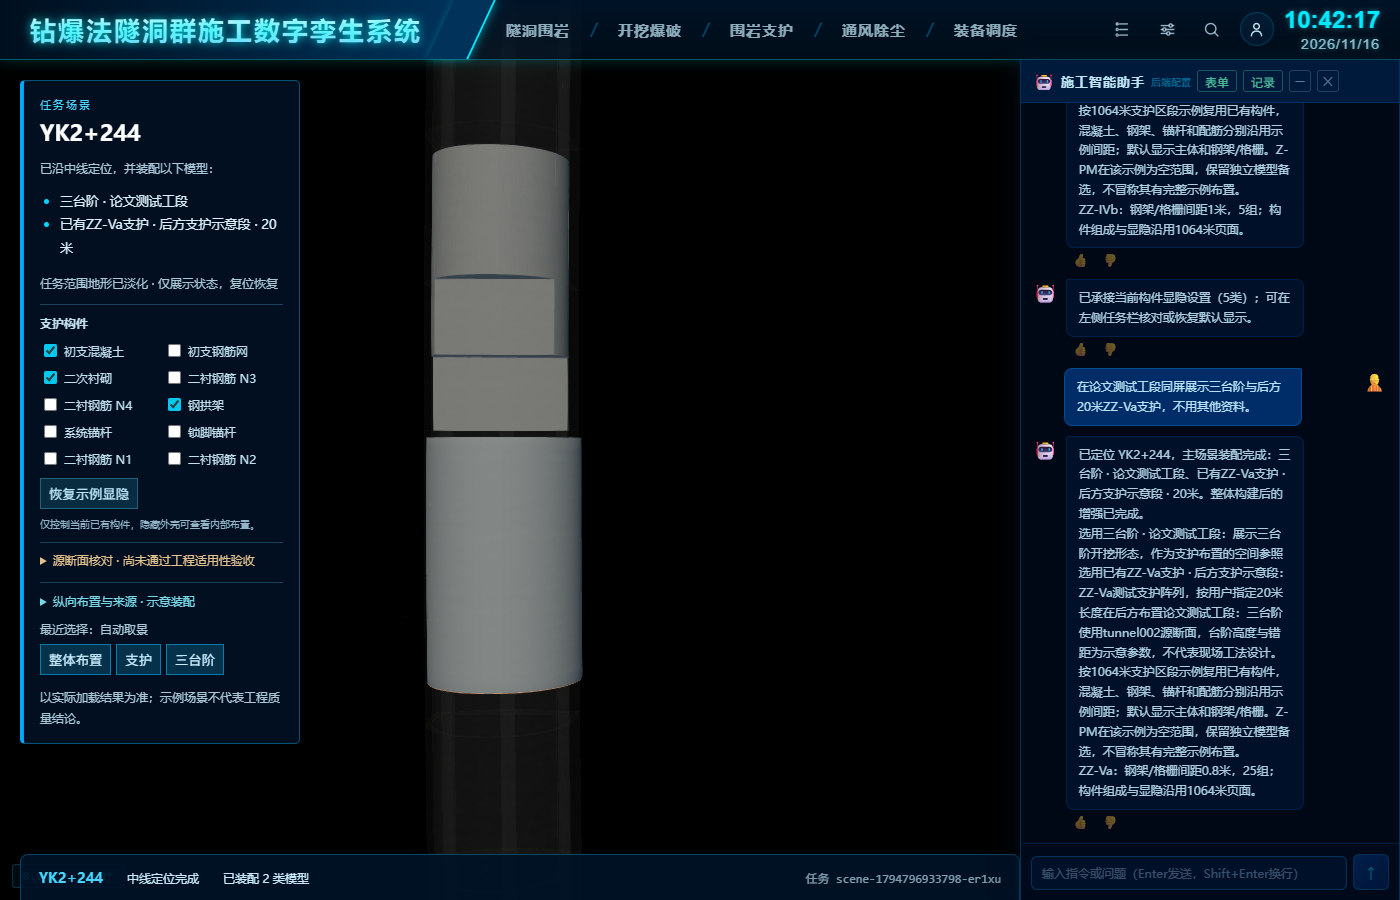 钻爆法隧洞群施工数字孪生系统
隧洞围岩 / 开挖爆破 / 围岩支护 / 通风除尘 / 装备调度
10:42:17
2026/11/16
任务场景
YK2+244
已沿中线定位，并装配以下模型：
三台阶 · 论文测试工段
已有ZZ-Va支护 · 后方支护示意段 · 20
米
任务范围地形已淡化 · 仅展示状态，复位恢复
支护构件
初支混凝土 初支钢筋网
二次衬砌 二衬钢筋 N3
二衬钢筋 N4 钢拱架
系统锚杆 锁脚锚杆
二衬钢筋 N1 二衬钢筋 N2
恢复示例显隐
仅控制当前已有构件，隐藏外壳可查看内部布置。
源断面核对 · 尚未通过工程适用性验收
纵向布置与来源 · 示意装配
最近选择：自动取景
整体布置 支护 三台阶
以实际加载结果为准；示例场景不代表工程质
量结论。
YK2+244 中线定位完成 已装配 2 类模型 任务 scene-1794796933798-er1xu
施工智能助手 后端配置 表单 记录
按1064米支护区段示例复用已有构件，
混凝土、钢架、锚杆和配筋分别沿用示
例间距；默认显示主体和钢架/格栅。Z-
PM在该示例为空范围，保留独立模型备
选，不冒称其有完整示例布置。
ZZ-IVb：钢架/格栅间距1米，5组；构
件组成与显隐沿用1064米页面。
已承接当前构件显隐设置（5类）；可在
左侧任务栏核对或恢复默认显示。
在论文测试工段同屏展示三台阶与后方
20米ZZ-Va支护，不用其他资料。
已定位 YK2+244，主场景装配完成：三
台阶 · 论文测试工段、已有ZZ-Va支护 ·
后方支护示意段 · 20米。整体构建后的
增强已完成。
选用三台阶 · 论文测试工段：展示三台
阶开挖形态，作为支护布置的空间参照
选用已有ZZ-Va支护 · 后方支护示意段：
ZZ-Va测试支护阵列，按用户指定20米
长度在后方布置论文测试工段：三台阶
使用tunnel002源断面，台阶高度与错
距为示意参数，不代表现场工法设计。
按1064米支护区段示例复用已有构件，
混凝土、钢架、锚杆和配筋分别沿用示
例间距；默认显示主体和钢架/格栅。Z-
PM在该示例为空范围，保留独立模型备
选，不冒称其有完整示例布置。
ZZ-Va：钢架/格栅间距0.8米，25组；
构件组成与显隐沿用1064米页面。
输入指令或问题（Enter发送，Shift+Enter换行）